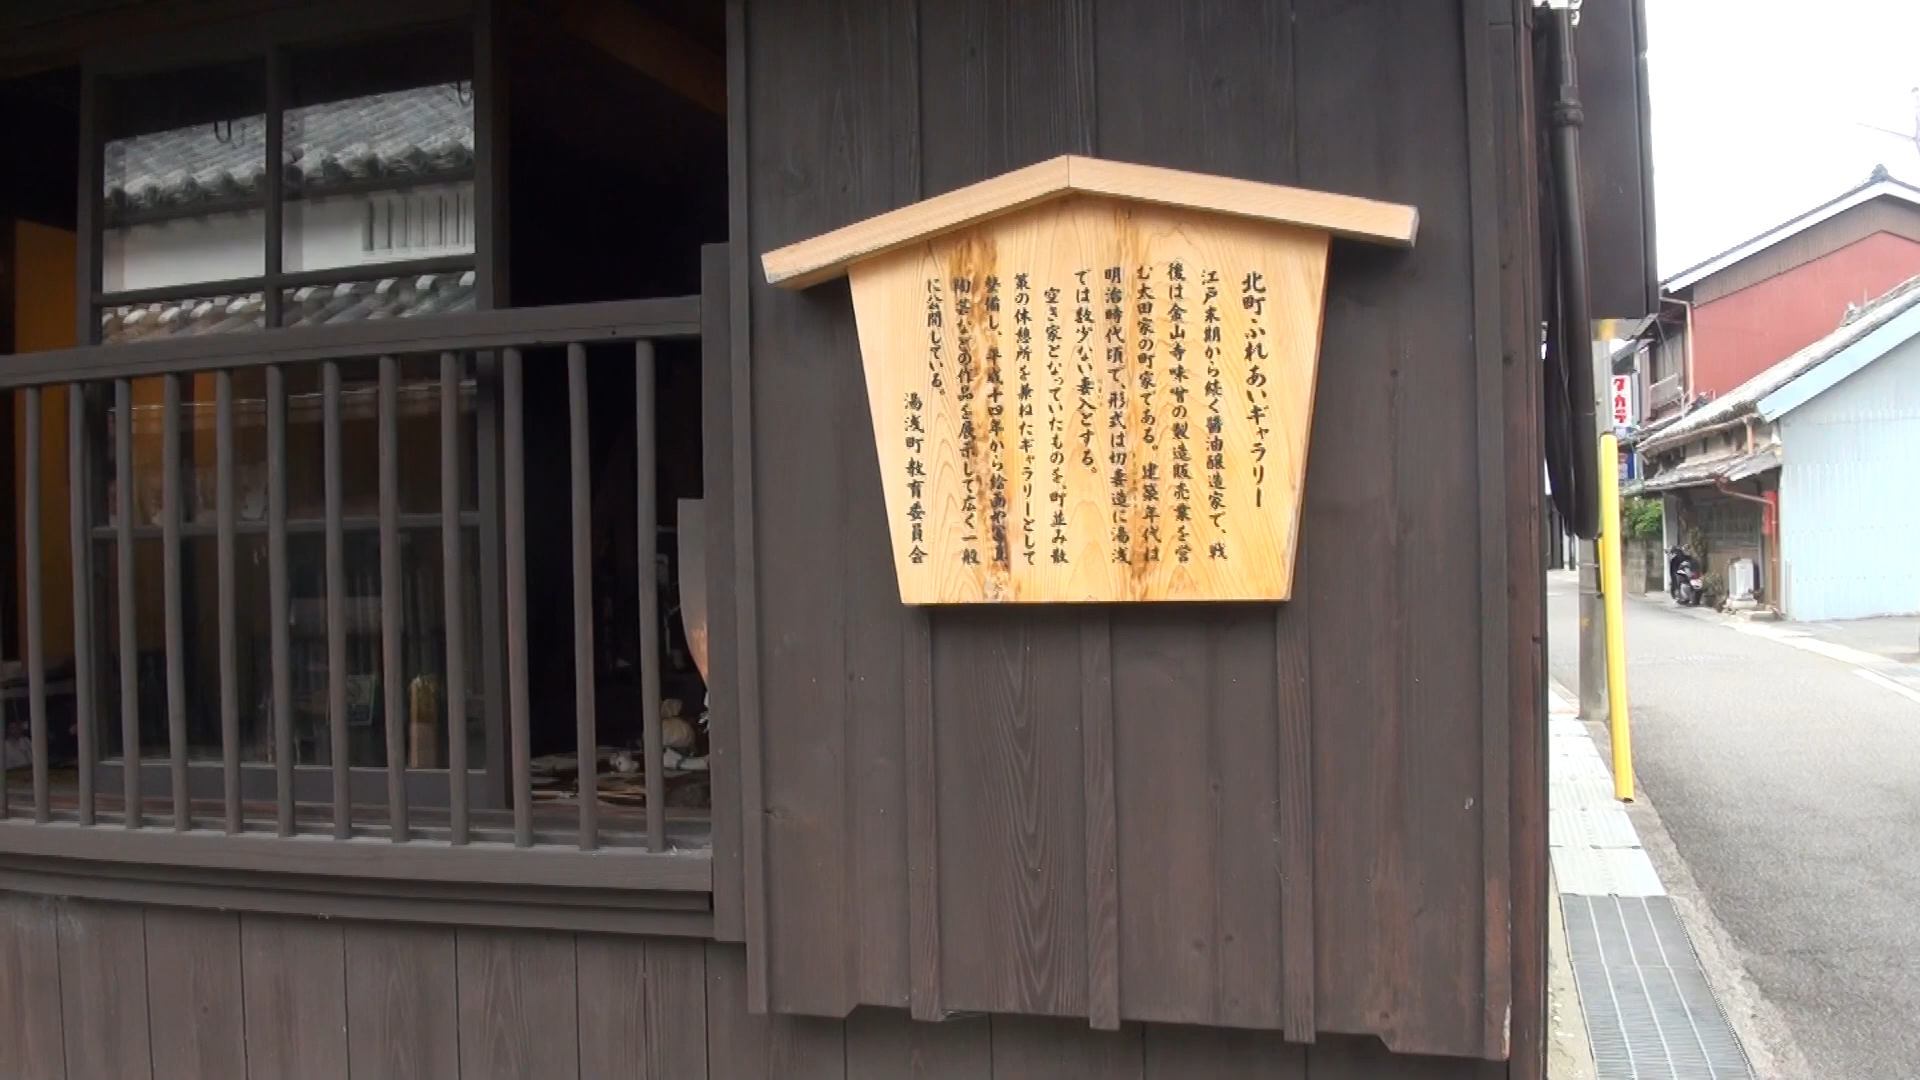 北町ふれあいギャラリー
江戸末期から続く醤油醸造家で、戦
後は金山寺味噌の製造販売業を営
む太田家の町家である。建築年代は
明治時代頃で、形式は切妻造に湯浅
では数少ない妻入とする。
空き家となっていたものを、町並み散
策の休憩所を兼ねたギャラリーとして
整備し、平成十四年から絵画や写真、
陶芸などの作品を展示して広く一般
に公開している。
湯浅町教育委員会